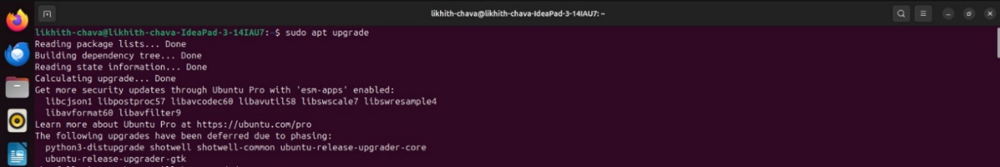 likhith-chava@likhith-chava-IdeaPad-3-14IAU7: ~
likhith-chava@likhith-chava-IdeaPad-3-14IAU7:~$ sudo apt upgrade
Reading package lists... Done
Building dependency tree... Done
Reading state information... Done
Calculating upgrade... Done
Get more security updates through Ubuntu Pro with 'esm-apps' enabled:
libcjson1 libpostproc57 libavcodec60 libavutil58 libswscale7 libswresample4
libavformat60 libavfilter9
Learn more about Ubuntu Pro at https://ubuntu.com/pro
The following upgrades have been deferred due to phasing:
python3-distupgrade shotwell shotwell-common ubuntu-release-upgrader-core
ubuntu-release-upgrader-gtk